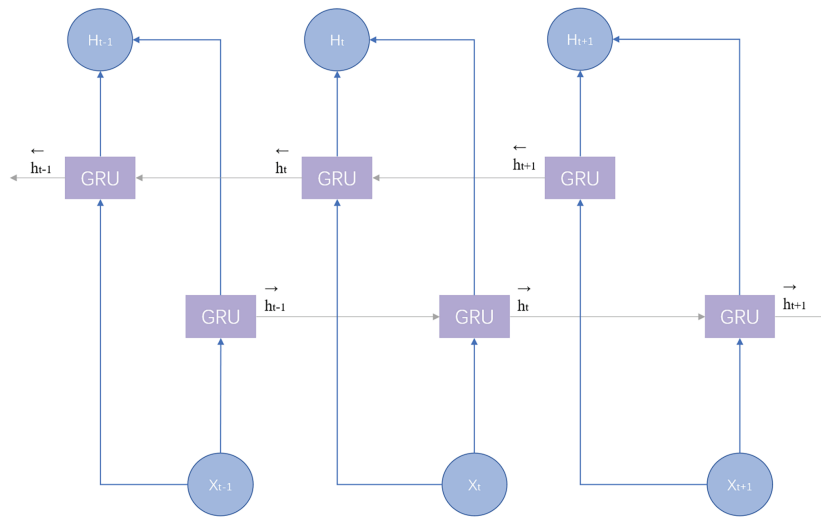 Ht-1 Ht Ht+1
← ← ←
ht-1 GRU ht GRU ht+1 GRU
→ → →
GRU ht-1 GRU ht GRU ht+1
Xt-1 Xt Xt+1